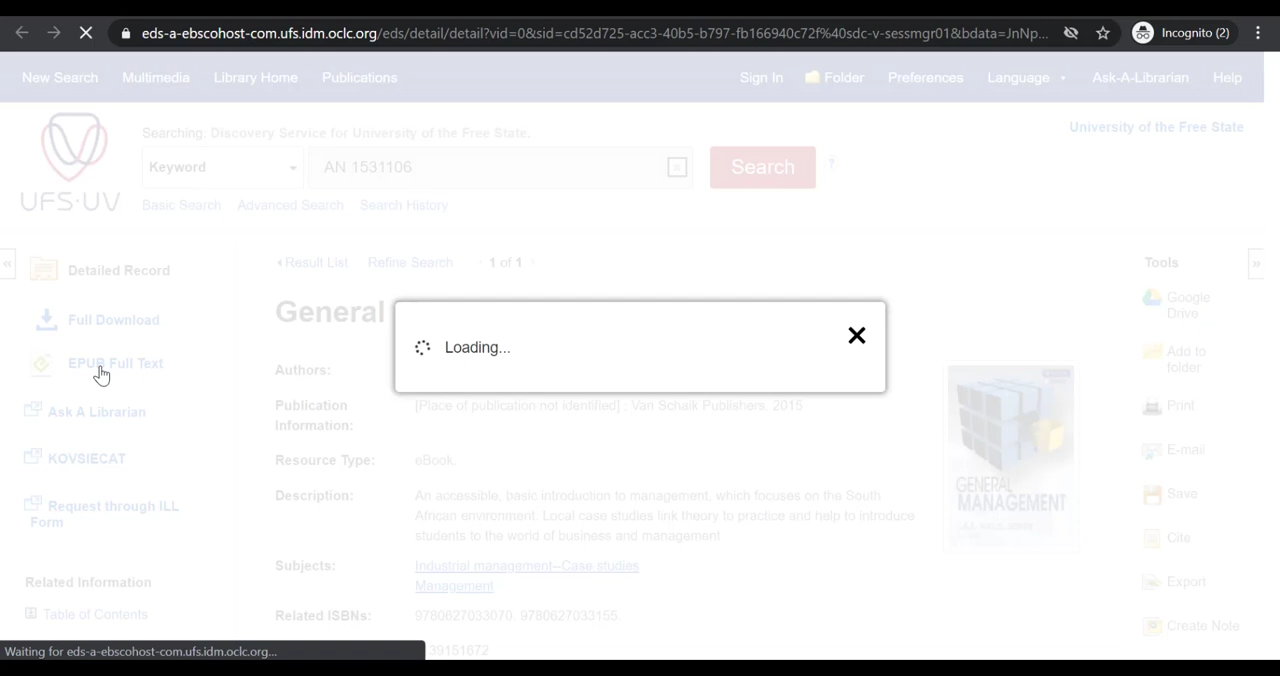 eds-a-ebscohost-com.ufs.idm.oclc.org/eds/detail/detail?vid=0&sid=cd52d725-acc3-40b5-b797-fb166940c72f%40sdc-v-sessmgr01&bdata=JnNp...
Incognito (2)
New Search Multimedia Library Home Publications Sign In Folder Preferences Language Ask-A-Librarian Help
Searching: Discovery Service for University of the Free State.
University of the Free State
Keyword AN 1531106 Search ?
UFS·UV
Basic Search Advanced Search Search History
Detailed Record
Full Download
EPUB Full Text
Ask A Librarian
KOVSIECAT
Request through ILL
Form
Related Information
Table of Contents
Result List Refine Search 1 of 1
General
Loading...
Authors:
Publication
Information:
[Place of publication not identified] : Van Schaik Publishers. 2015
Resource Type: eBook.
Description: An accessible, basic introduction to management, which focuses on the South
African environment. Local case studies link theory to practice and help to introduce
students to the world of business and management
Subjects: Industrial management--Case studies
Management
Related ISBNs: 9780627033070. 9780627033155.
39151672
GENERAL
MANAGEMENT
Tools
Google
Drive
Add to
folder
Print
E-mail
Save
Cite
Export
Create Note
Waiting for eds-a-ebscohost-com.ufs.idm.oclc.org...